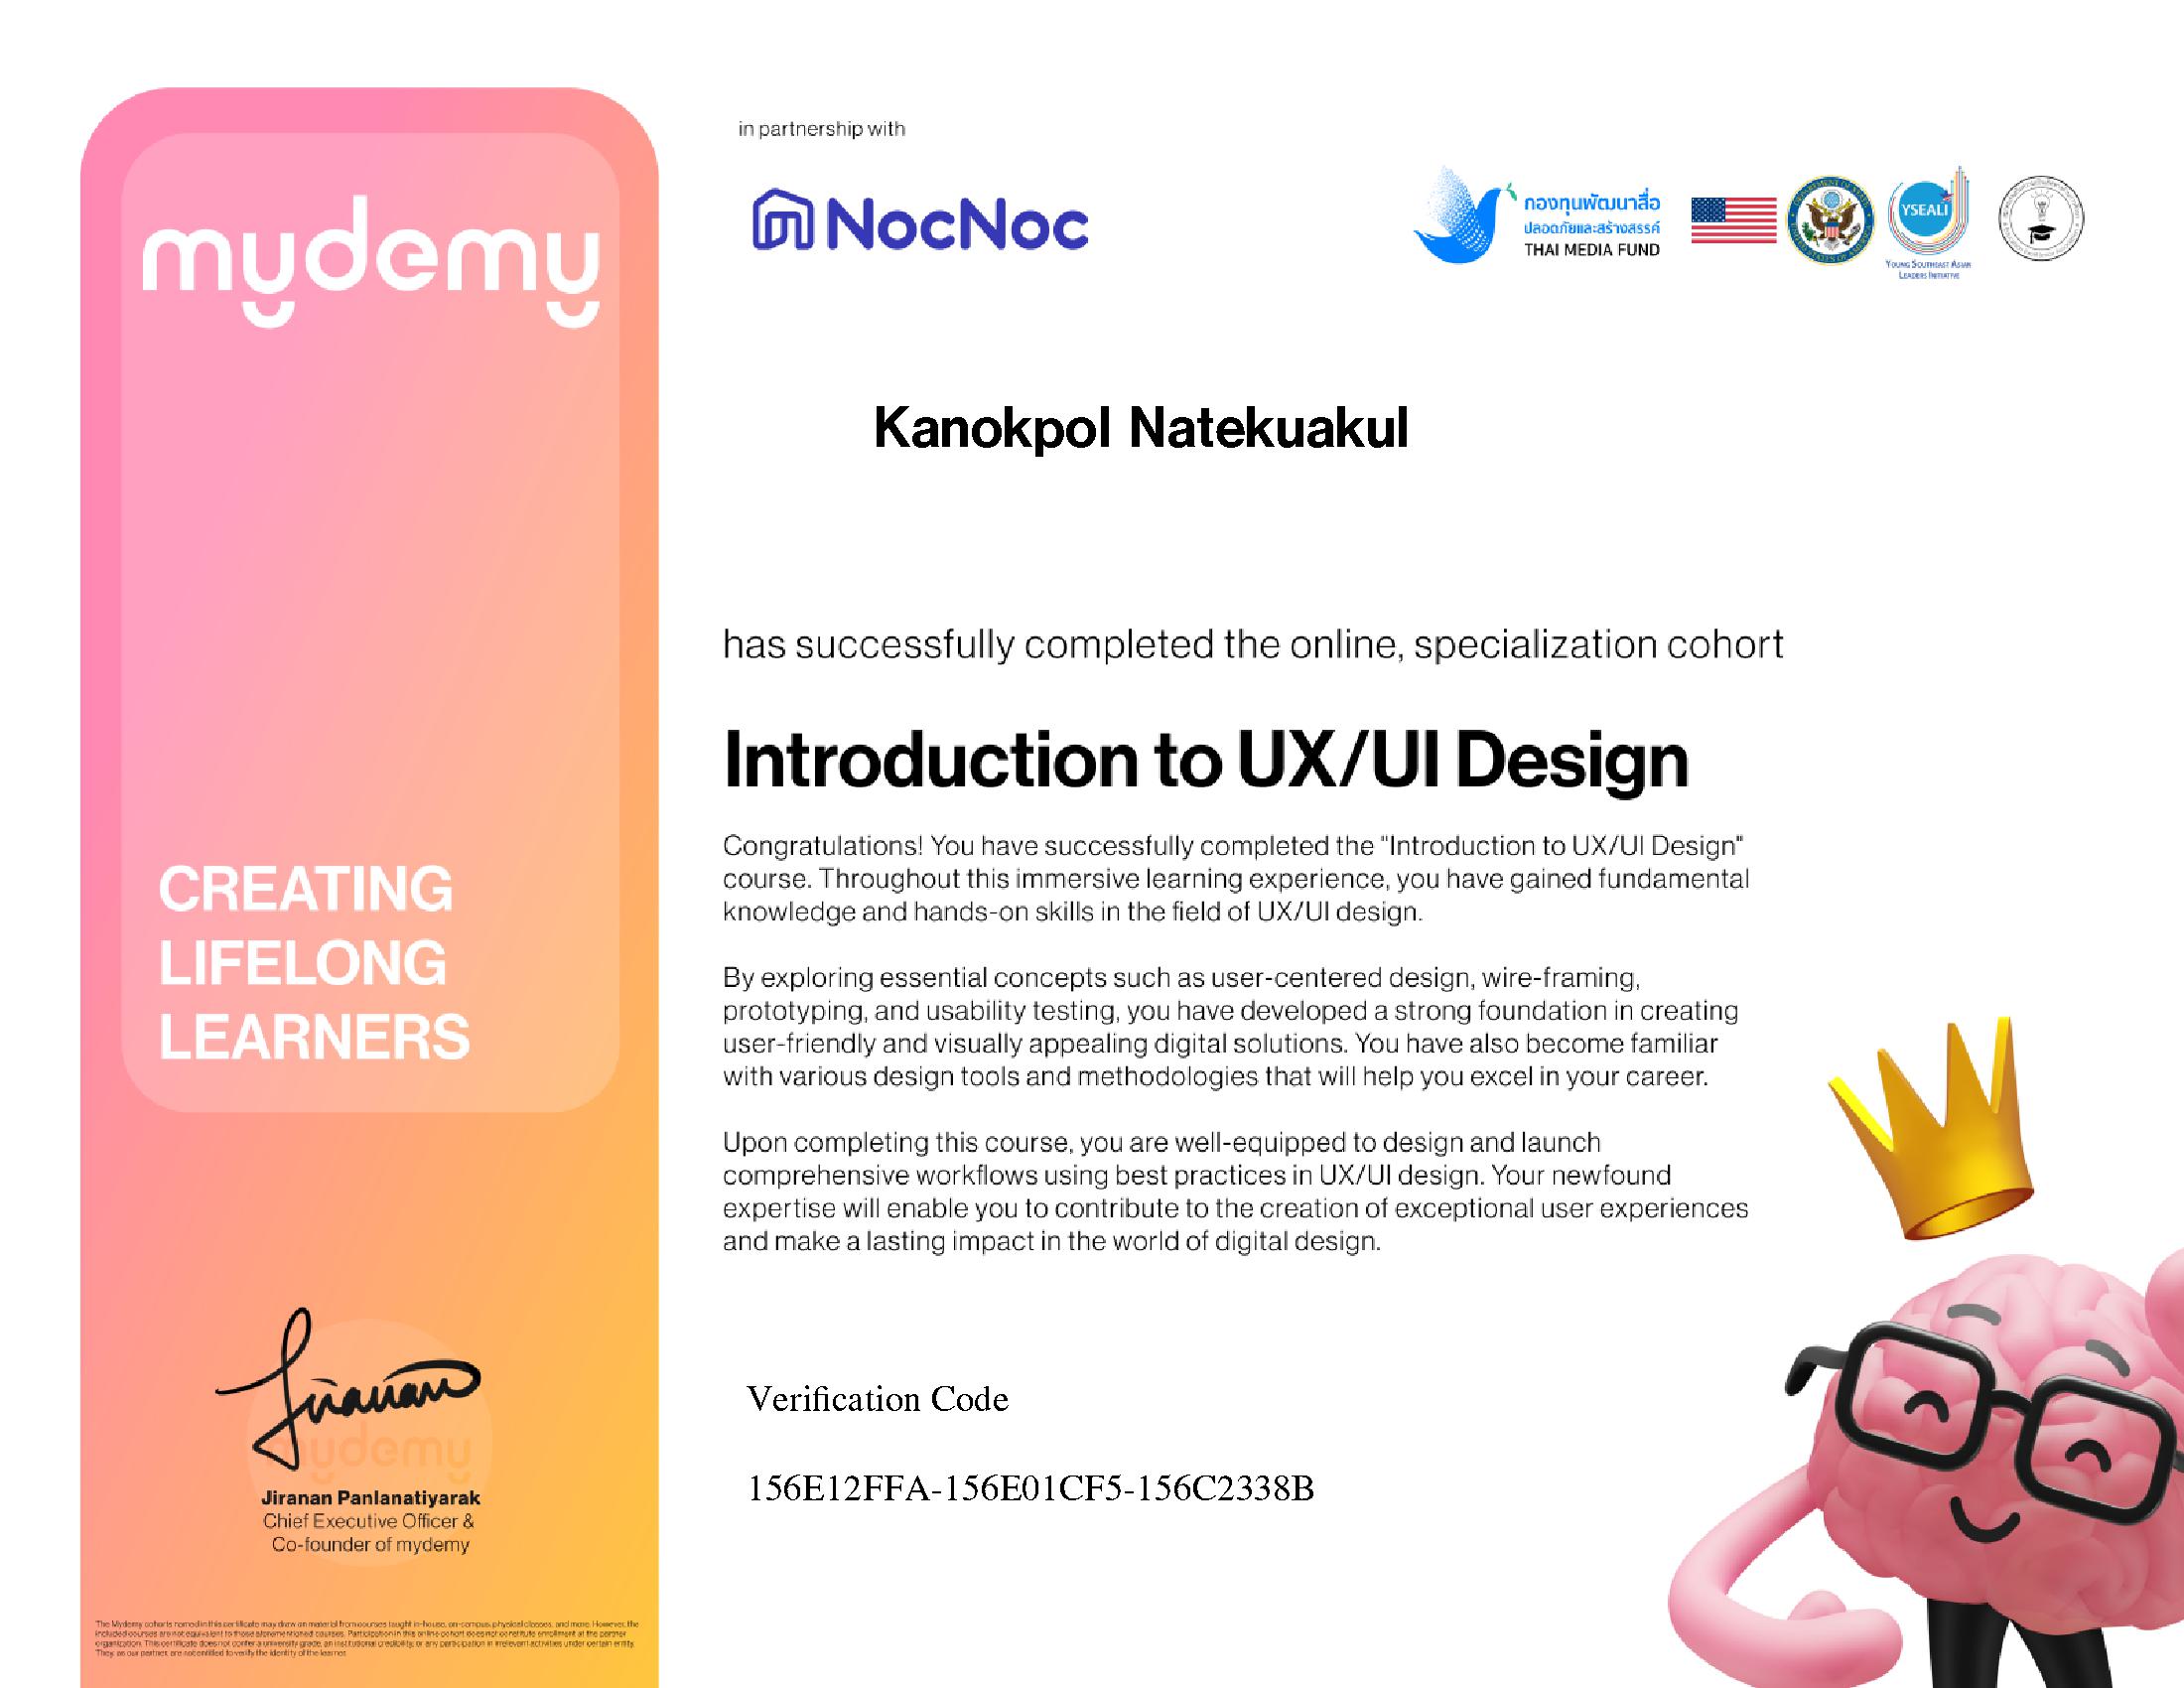 mydemy
CREATING
LIFELONG
LEARNERS
mydemy
Jiranan Panlanatiyarak
Chief Executive Officer &
Co-founder of mydemy
The Mydemy cohorts named in this certificate may draw on material from courses taught in-house, on-campus, physical classes, and more. However, the
included courses are not equivalent to those aforementioned courses. Participation in this online cohort does not constitute enrollment at the partner
organization. This certificate does not confer a university grade, an institutional credibility, or any participation in irrelevant activities under certain entity.
They, as our partner, are not entitled to verify the identity of the learner.
in partnership with
NocNoc
กองทุนพัฒนาสื่อ
ปลอดภัยและสร้างสรรค์
THAI MEDIA FUND
YSEALI
YOUNG SOUTHEAST ASIAN
LEADERS INITIATIVE
Kanokpol Natekuakul
has successfully completed the online, specialization cohort
Introduction to UX/UI Design
Congratulations! You have successfully completed the "Introduction to UX/UI Design"
course. Throughout this immersive learning experience, you have gained fundamental
knowledge and hands-on skills in the field of UX/UI design.
By exploring essential concepts such as user-centered design, wire-framing,
prototyping, and usability testing, you have developed a strong foundation in creating
user-friendly and visually appealing digital solutions. You have also become familiar
with various design tools and methodologies that will help you excel in your career.
Upon completing this course, you are well-equipped to design and launch
comprehensive workflows using best practices in UX/UI design. Your newfound
expertise will enable you to contribute to the creation of exceptional user experiences
and make a lasting impact in the world of digital design.
Verification Code
156E12FFA-156E01CF5-156C2338B